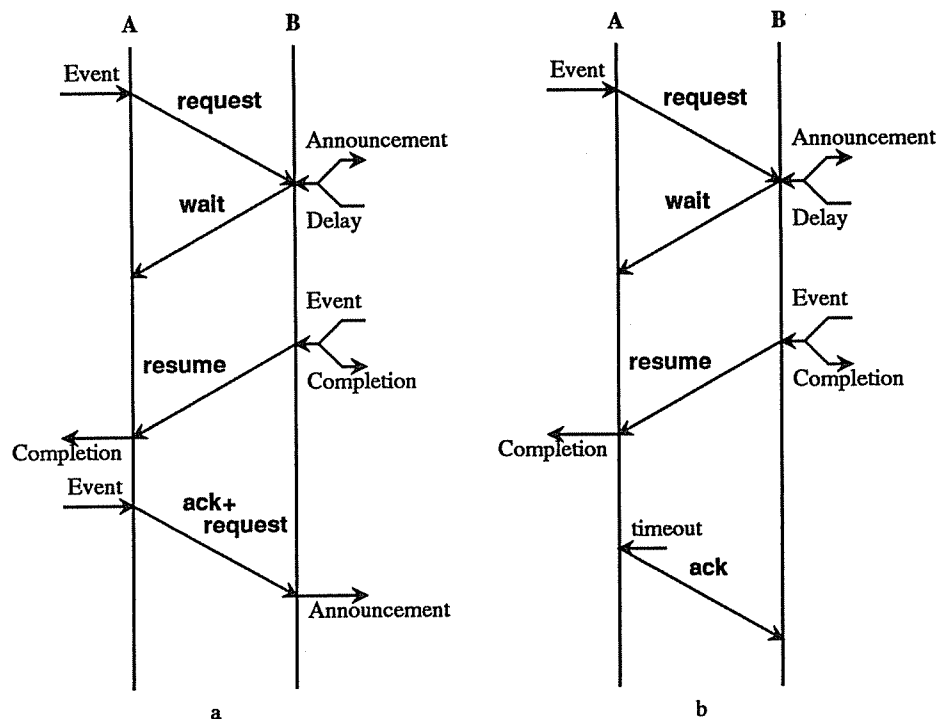 A
B
Event
request
Announcement
wait
Delay
Event
resume
Completion
Completion
Event
ack+
request
Announcement
a
A
B
Event
request
Announcement
wait
Delay
Event
resume
Completion
Completion
timeout
ack
b